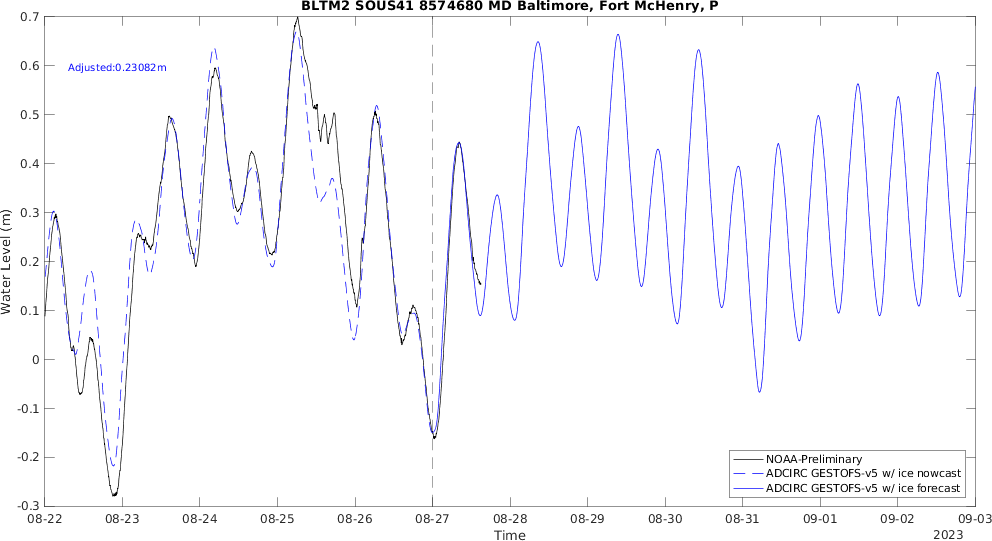 BLTM2 SOUS41 8574680 MD Baltimore, Fort McHenry, P
Adjusted:0.23082m
Water Level (m)
0.7
0.6
0.5
0.4
0.3
0.2
0.1
0
-0.1
-0.2
-0.3
NOAA-Preliminary
ADCIRC GESTOFS-v5 w/ ice nowcast
ADCIRC GESTOFS-v5 w/ ice forecast
08-22 08-23 08-24 08-25 08-26 08-27 08-28 08-29 08-30 08-31 09-01 09-02 09-03
Time
2023